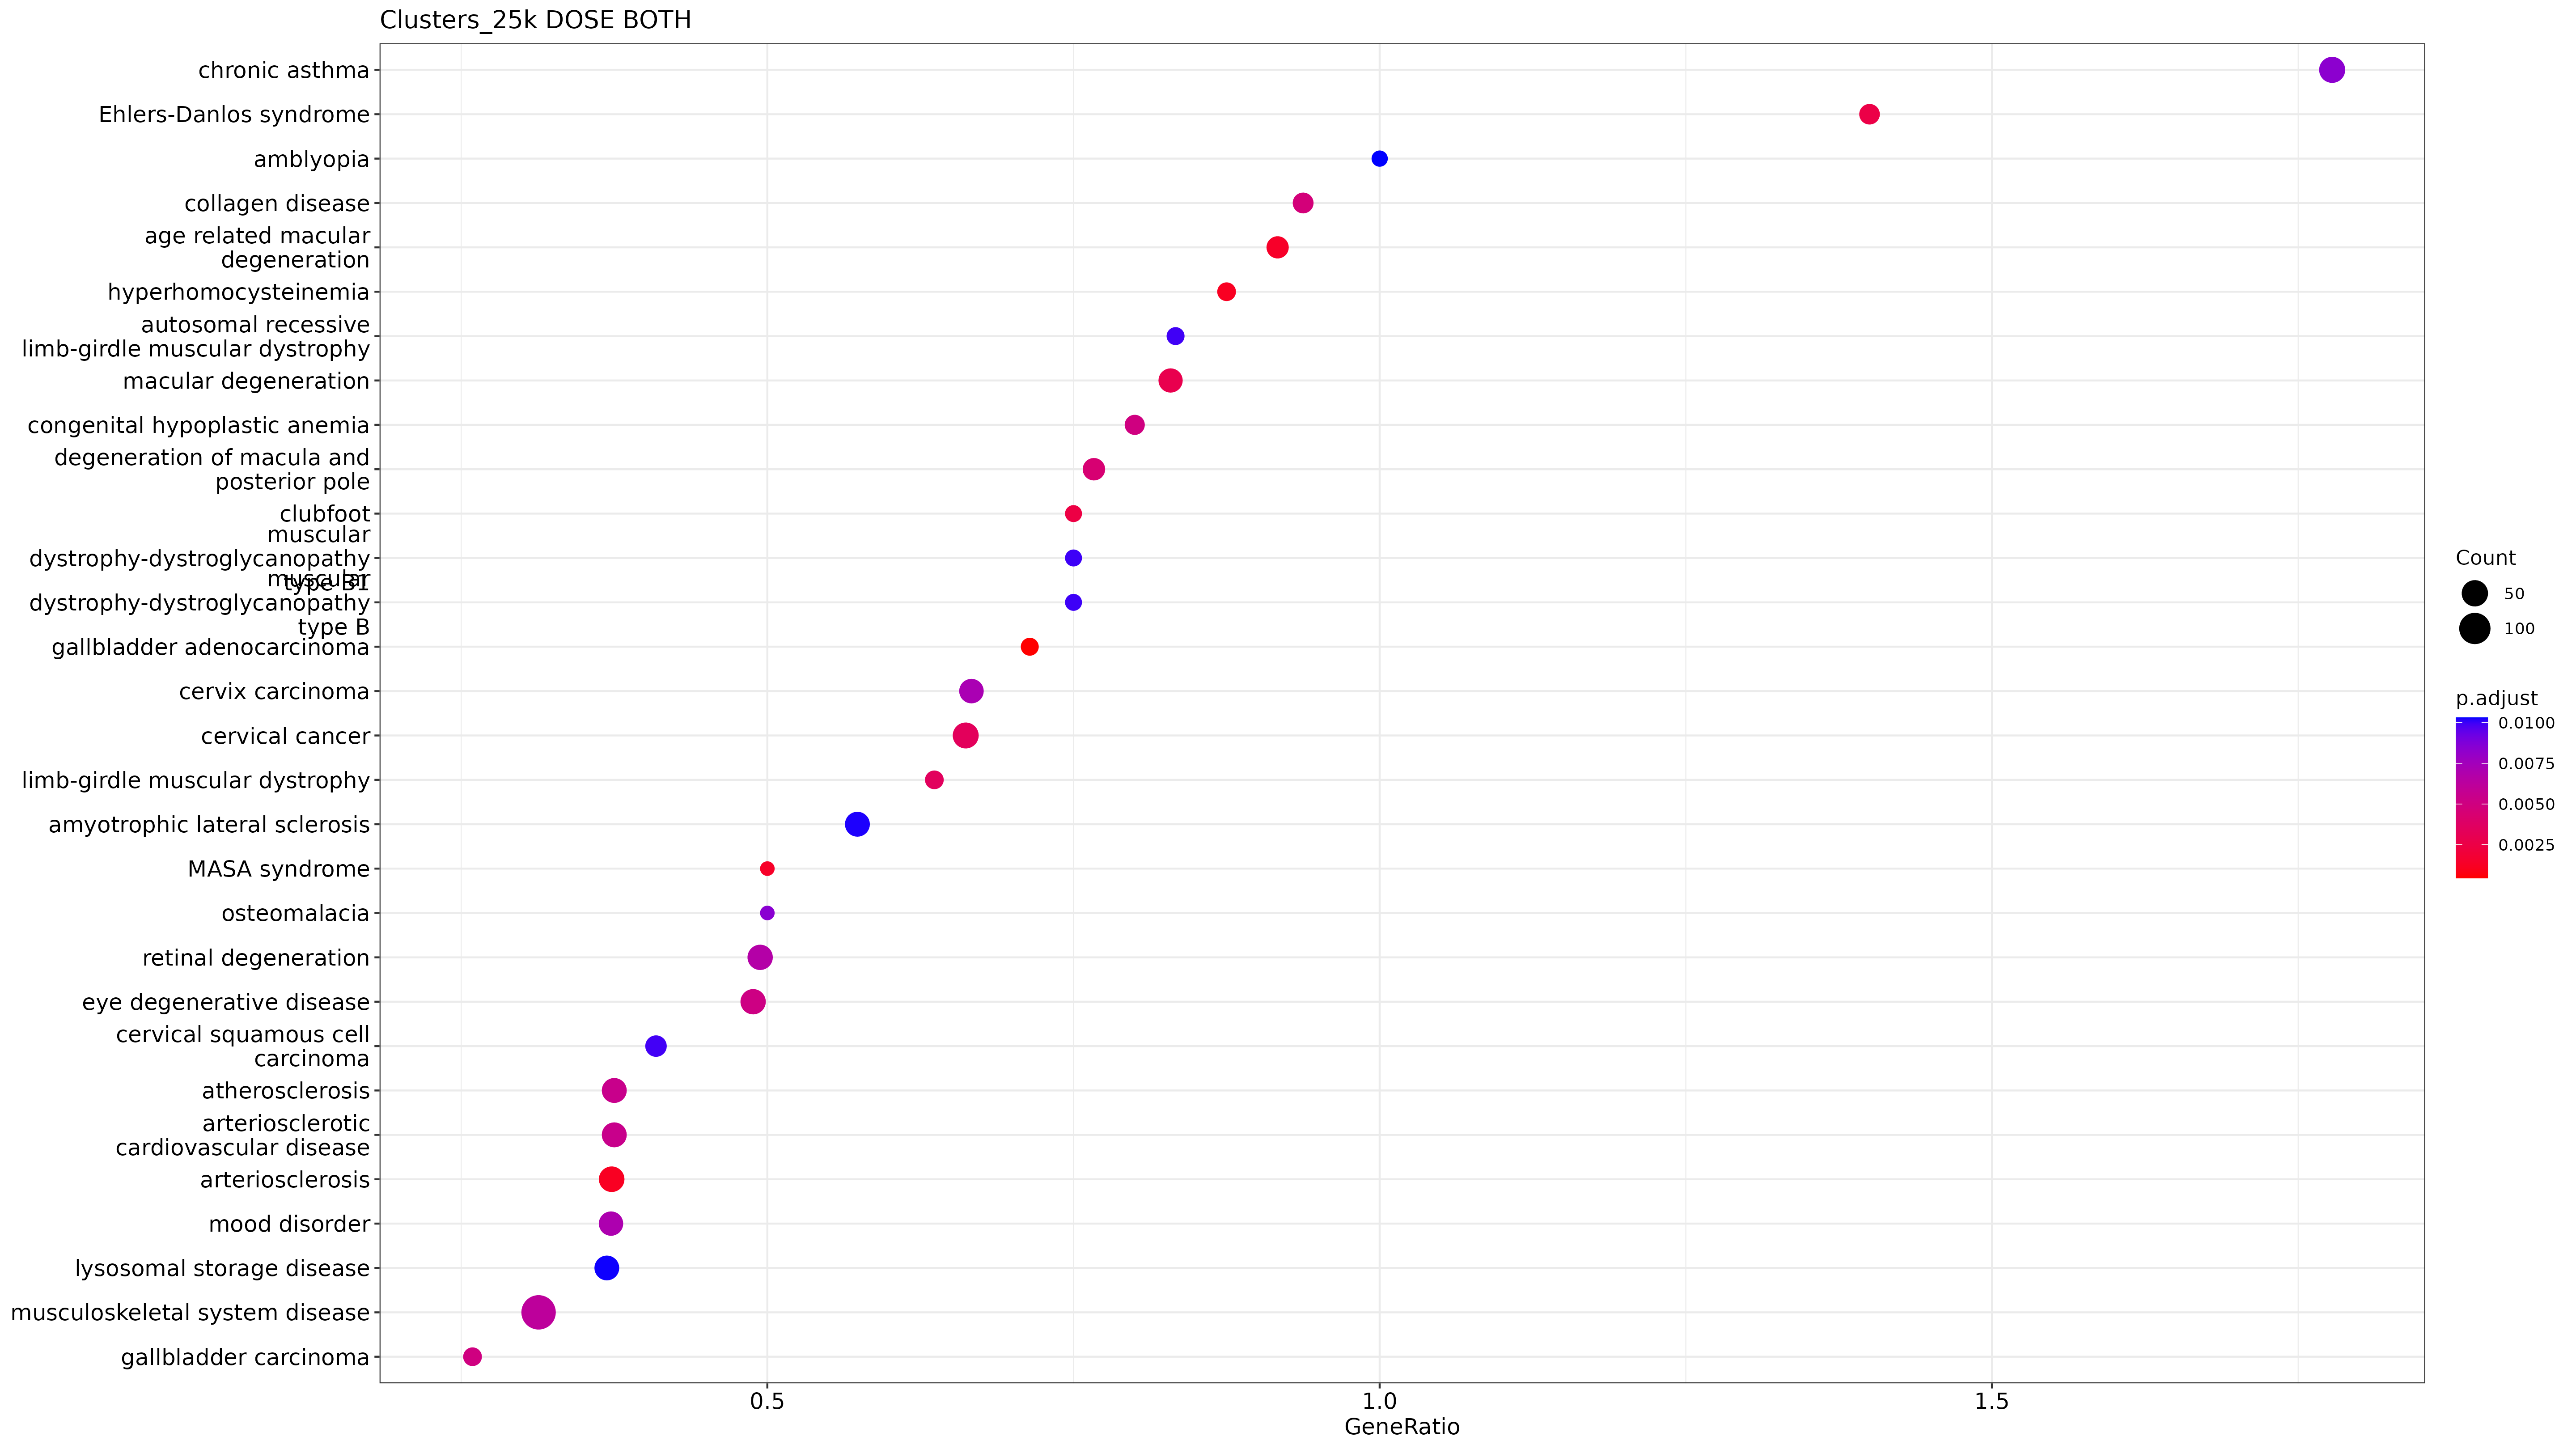 Clusters_25k DOSE BOTH
chronic asthma
Ehlers-Danlos syndrome
amblyopia
collagen disease
age related macular
degeneration
hyperhomocysteinemia
autosomal recessive
limb-girdle muscular dystrophy
macular degeneration
congenital hypoplastic anemia
degeneration of macula and
posterior pole
clubfoot
muscular
dystrophy-dystroglycanopathy
type B1
muscular
dystrophy-dystroglycanopathy
type B
gallbladder adenocarcinoma
cervix carcinoma
cervical cancer
limb-girdle muscular dystrophy
amyotrophic lateral sclerosis
MASA syndrome
osteomalacia
retinal degeneration
eye degenerative disease
cervical squamous cell
carcinoma
atherosclerosis
arteriosclerotic
cardiovascular disease
arteriosclerosis
mood disorder
lysosomal storage disease
musculoskeletal system disease
gallbladder carcinoma
0.5
1.0
1.5
GeneRatio
Count
50
100
p.adjust
0.0100
0.0075
0.0050
0.0025